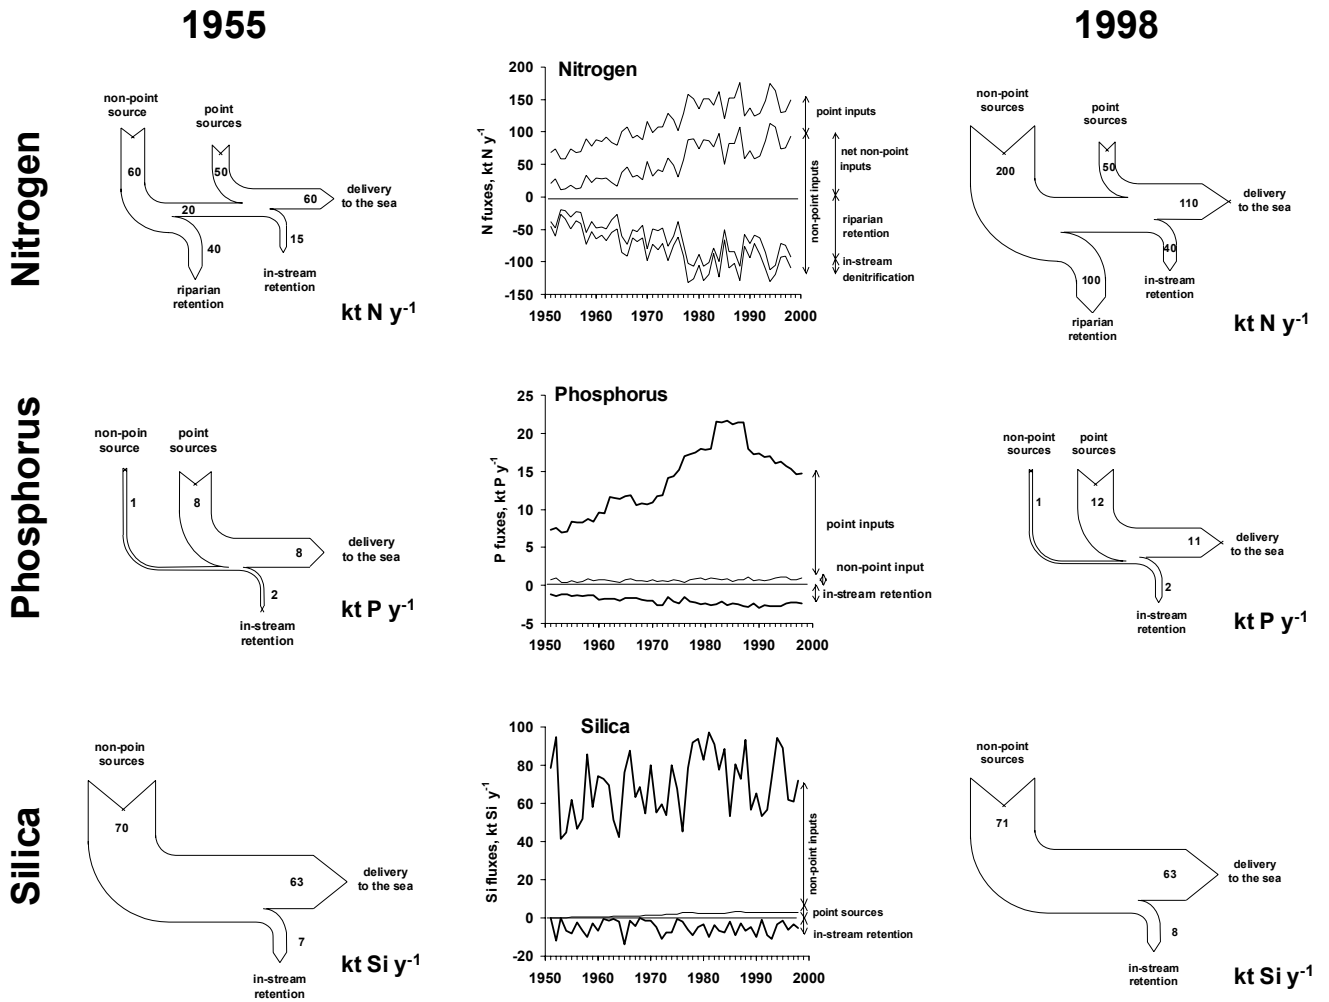 1955
1998
Nitrogen
non-point
source
point
sources
60
50
20
60
40
15
delivery
to the sea
riparian
retention
in-stream
retention
kt N y-1
Nitrogen
N fuxes, kt N y-1
200
150
100
50
0
-50
-100
-150
1950
1960
1970
1980
1990
2000
point inputs
net non-point
inputs
non-point inputs
riparian
retention
in-stream
denitrification
non-point
sources
point
sources
200
50
110
40
100
delivery
to the sea
in-stream
retention
riparian
retention
kt N y-1
Phosphorus
non-poin
source
point
sources
1
8
8
2
delivery
to the sea
in-stream
retention
kt P y-1
Phosphorus
P fuxes, kt P y-1
25
20
15
10
5
0
-5
1950
1960
1970
1980
1990
2000
point inputs
non-point input
in-stream retention
non-point
sources
point
sources
1
12
11
2
delivery
to the sea
in-stream
retention
kt P y-1
Silica
non-poin
sources
70
63
7
delivery
to the sea
in-stream
retention
kt Si y-1
Silica
Si fluxes, kt Si y-1
100
80
60
40
20
0
-20
1950
1960
1970
1980
1990
2000
non-point inputs
point sources
in-stream retention
non-point
sources
71
63
8
delivery
to the sea
in-stream
retention
kt Si y-1